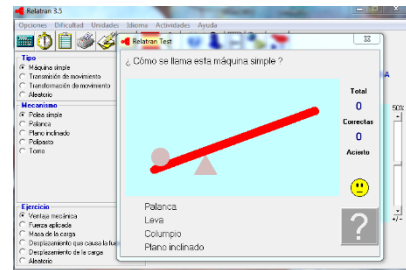 Relatran 3.5
Opciones Dificultad Unidades Idioma Actividades Ayuda
Tipo
Máquina simple
Transmisión de movimiento
Transformación de movimiento
Aleatorio
Mecanismo
Polea simple
Palanca
Plano inclinado
Polipasto
Torno
Ejercicio
Ventaja mecánica
Fuerza aplicada
Masa de la carga
Desplazamiento que causa la fue
Desplazamiento de la carga
Aleatorio
Relatran Test
¿ Cómo se llama esta máquina simple ?
Total
0
Correctas
0
Acierto
Palanca
Leva
Columpio
Plano inclinado
?
A
50%
+/-